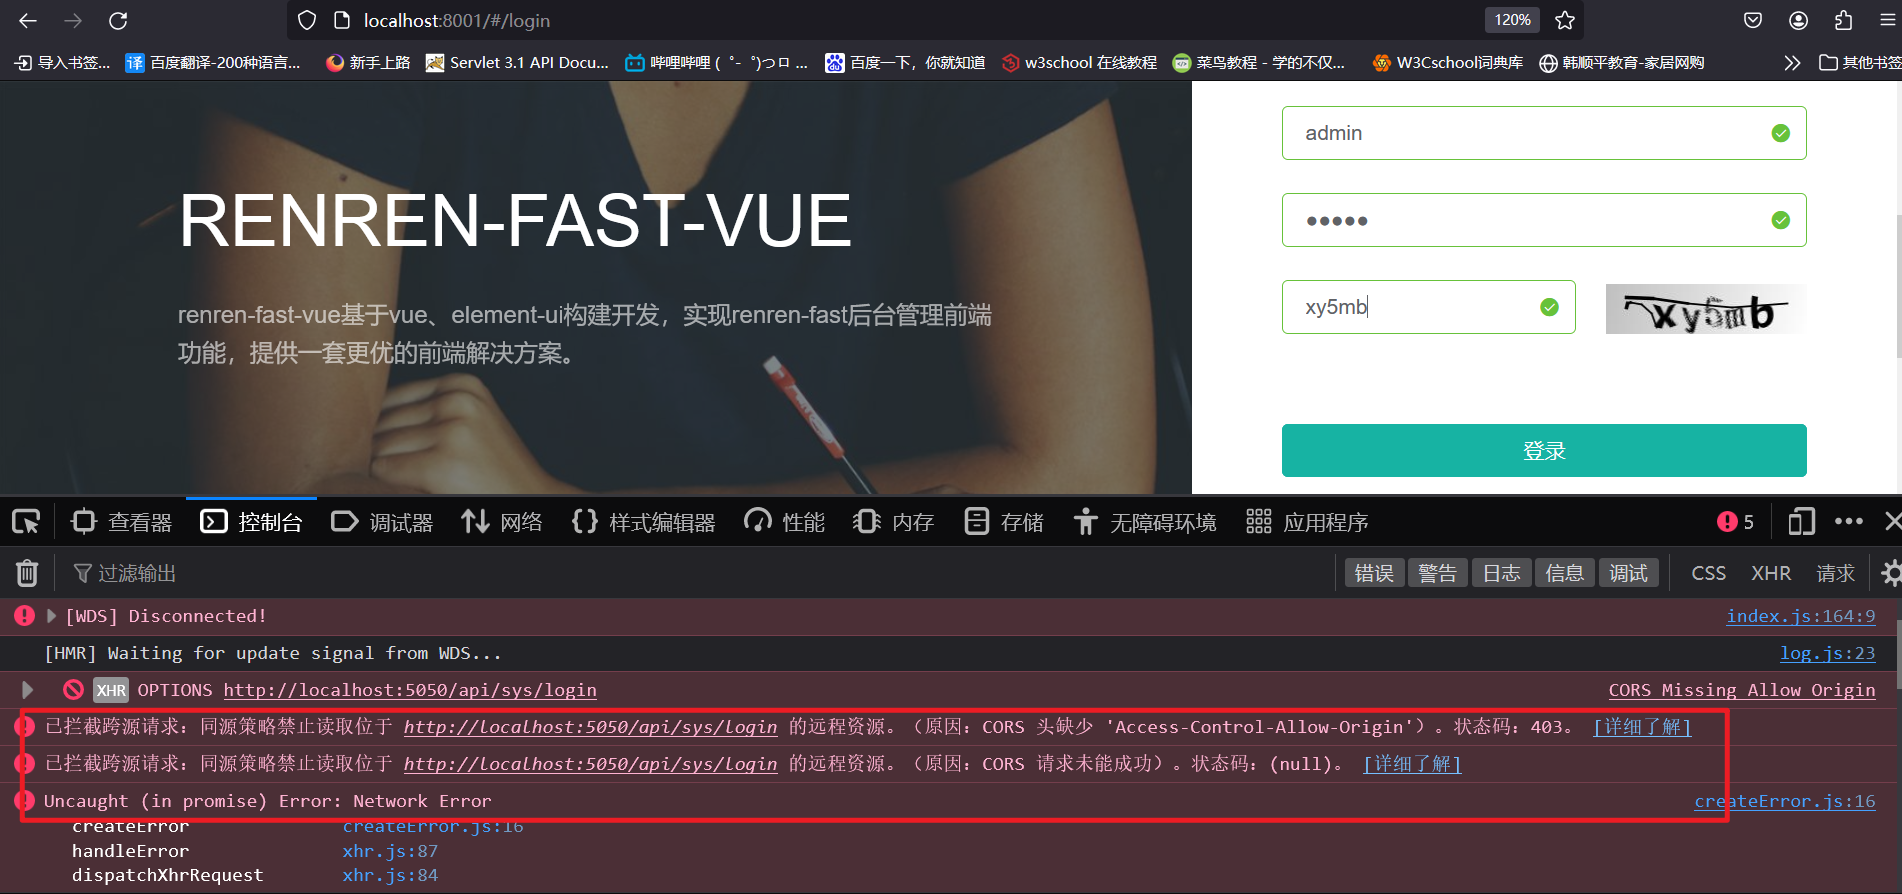 localhost:8001/#/login
120%
导入书签...
译 百度翻译-200种语言...
新手上路
Servlet 3.1 API Docu...
哔哩哔哩 ( ゜- ゜)つロ ...
du 百度一下，你就知道
w3school 在线教程
菜鸟教程 - 学的不仅...
W3Cschool词典库
韩顺平教育-家居网购
其他书签
RENREN-FAST-VUE
renren-fast-vue基于vue、element-ui构建开发，实现renren-fast后台管理前端
功能，提供一套更优的前端解决方案。
admin
●●●●●
xy5mb
xy5mb
登录
查看器
控制台
调试器
网络
样式编辑器
性能
内存
存储
无障碍环境
应用程序
5
过滤输出
错误
警告
日志
信息
调试
CSS
XHR
请求
[WDS] Disconnected! index.js:164:9
[HMR] Waiting for update signal from WDS... log.js:23
XHR OPTIONS http://localhost:5050/api/sys/login CORS Missing Allow Origin
已拦截跨源请求：同源策略禁止读取位于 http://localhost:5050/api/sys/login 的远程资源。（原因：CORS 头缺少 'Access-Control-Allow-Origin'）。状态码：403。 [详细了解]
已拦截跨源请求：同源策略禁止读取位于 http://localhost:5050/api/sys/login 的远程资源。（原因：CORS 请求未能成功）。状态码：(null)。 [详细了解]
Uncaught (in promise) Error: Network Error createError.js:16
createError createError.js:16
handleError xhr.js:87
dispatchXhrRequest xhr.js:84